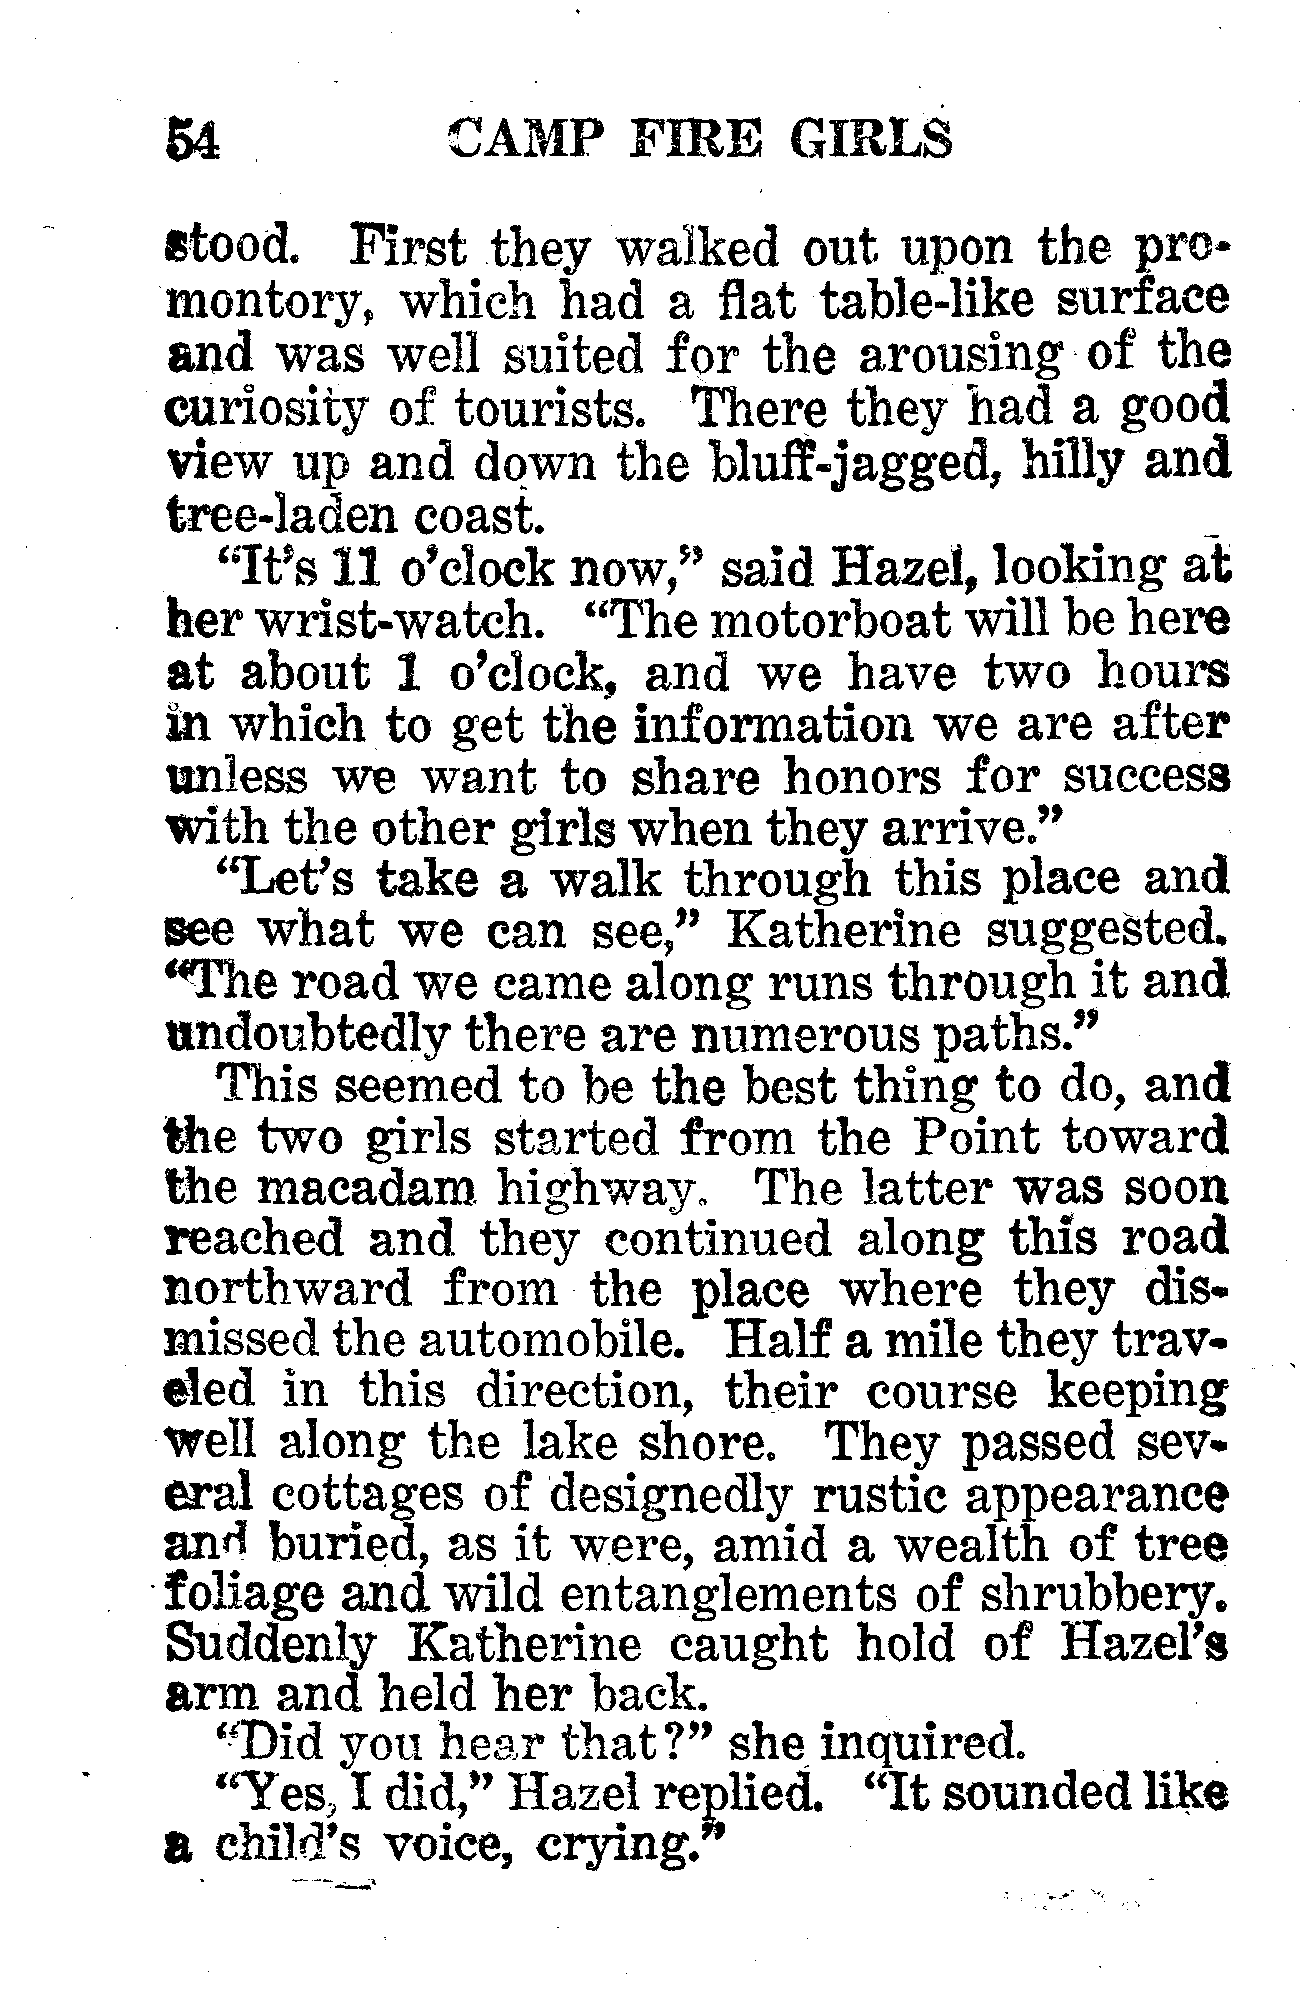 54 CAMP FIRE GIRLS
stood. First they walked out upon the pro-
montory, which had a flat table-like surface
and was well suited for the arousing of the
curiosity of tourists. There they had a good
view up and down the bluff-jagged, hilly and
tree-laden coast.
“It’s 11 o’clock now,” said Hazel, looking at
her wrist-watch. “The motorboat will be here
at about 1 o’clock, and we have two hours
in which to get the information we are after
unless we want to share honors for success
with the other girls when they arrive.”
“Let’s take a walk through this place and
see what we can see,” Katherine suggested.
“The road we came along runs through it and
undoubtedly there are numerous paths.”
This seemed to be the best thing to do, and
the two girls started from the Point toward
the macadam highway. The latter was soon
reached and they continued along this road
northward from the place where they dis-
missed the automobile. Half a mile they trav-
eled in this direction, their course keeping
well along the lake shore. They passed sev-
eral cottages of designedly rustic appearance
and buried, as it were, amid a wealth of tree
foliage and wild entanglements of shrubbery.
Suddenly Katherine caught hold of Hazel’s
arm and held her back.
“Did you hear that?” she inquired.
“Yes, I did,” Hazel replied. “It sounded like
a child’s voice, crying.”